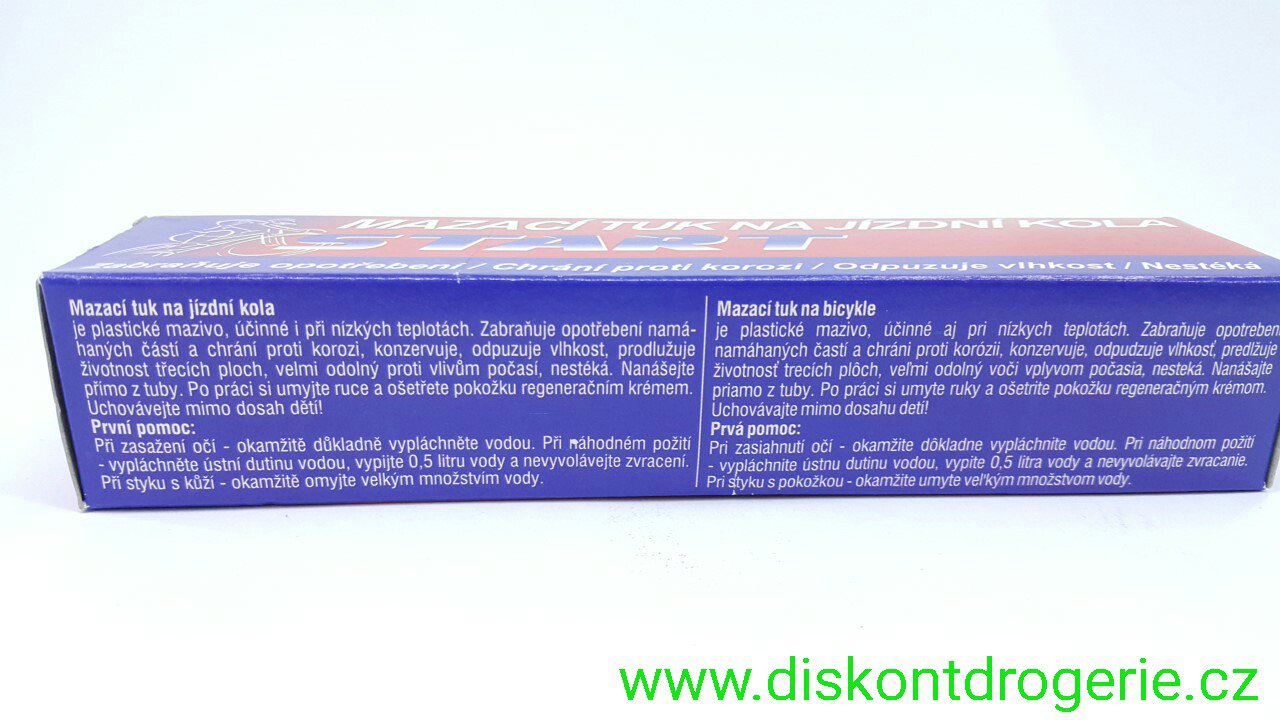 MAZACÍ TUK NA JÍZDNÍ KOLA
START
Zabraňuje opotřebení / Chrání proti korozi / Odpuzuje vlhkost / Nestéká
Mazací tuk na jízdní kola
je plastické mazivo, účinné i při nízkých teplotách. Zabraňuje opotřebení namá-
haných částí a chrání proti korozi, konzervuje, odpuzuje vlhkost, prodlužuje
životnost třecích ploch, velmi odolný proti vlivům počasí, nestéká. Nanášejte
přímo z tuby. Po práci si umyjte ruce a ošetřete pokožku regeneračním krémem.
Uchovávejte mimo dosah dětí!
První pomoc:
Při zasažení očí - okamžitě důkladně vypláchněte vodou. Při náhodném požití
- vypláchněte ústní dutinu vodou, vypijte 0,5 litru vody a nevyvolávejte zvracení.
Při styku s kůží - okamžitě omyjte velkým množstvím vody.
Mazací tuk na bicykle
je plastické mazivo, účinné aj pri nízkych teplotách. Zabraňuje opotrebeni
namáhaných častí a chráni proti korózii, konzervuje, odpudzuje vlhkosť, predlžuje
životnosť trecích plôch, veľmi odolný voči vplyvom počasia, nesteká. Nanášajte
priamo z tuby. Po práci si umyte ruky a ošetrite pokožku regeneračným krémom.
Uchovávajte mimo dosahu detí!
Prvá pomoc:
Pri zasiahnutí očí - okamžite dôkladne vypláchnite vodou. Pri náhodnom požití
- vypláchnite ústnu dutinu vodou, vypite 0,5 litra vody a nevyvolávajte zvracanie.
Pri styku s pokožkou - okamžite umyte veľkým množstvom vody.
www.diskontdrogerie.cz